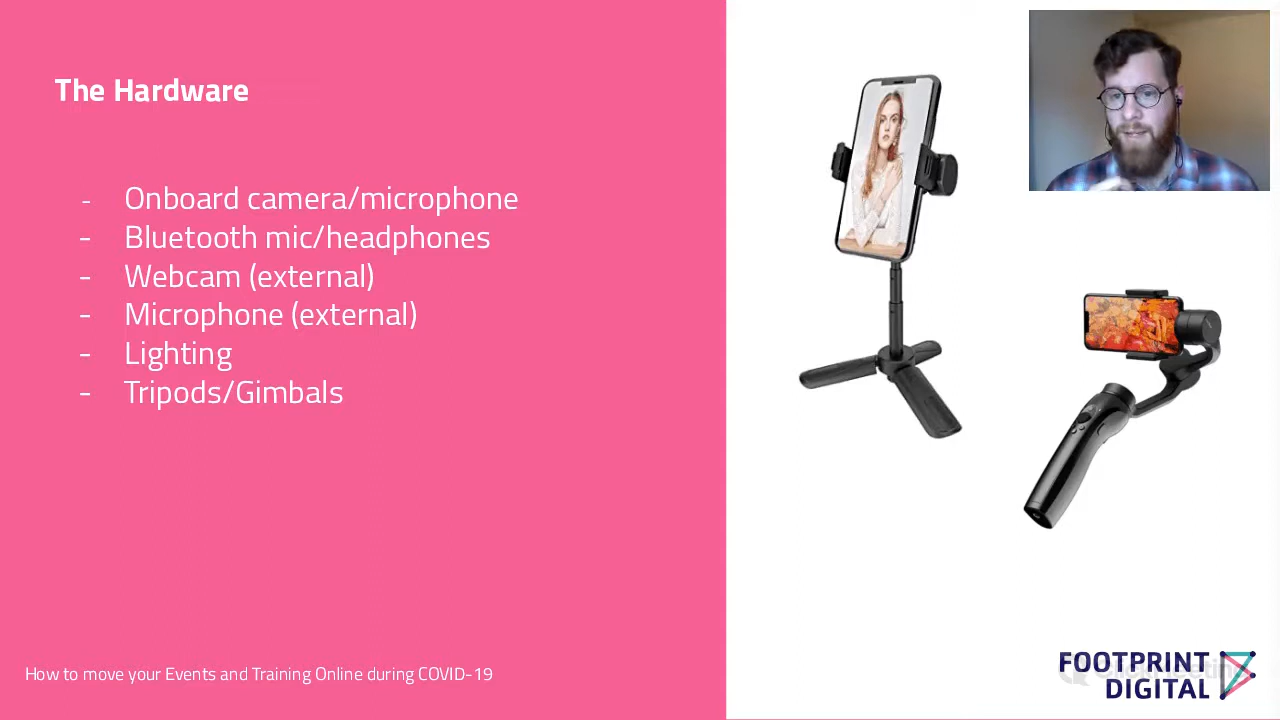 The Hardware
- Onboard camera/microphone
- Bluetooth mic/headphones
- Webcam (external)
- Microphone (external)
- Lighting
- Tripods/Gimbals
How to move your Events and Training Online during COVID-19
FOOTPRINT
DIGITAL
ClickMeeting